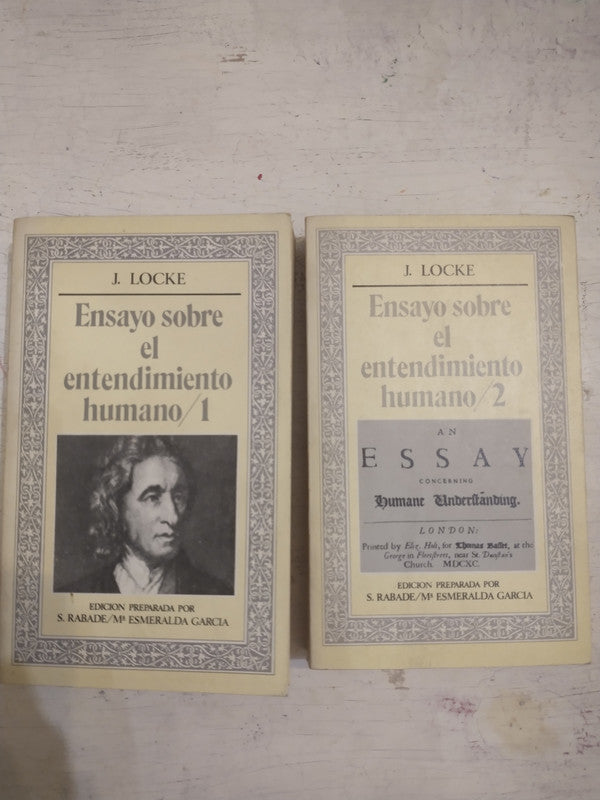 J. LOCKE
Ensayo sobre
el
entendimiento
humano/1
EDICION PREPARADA POR
S. RABADE/Mª ESMERALDA GARCIA
J. LOCKE
Ensayo sobre
el
entendimiento
humano/2
AN
ESSAY
CONCERNING
Humane Understanding.
LONDON:
Printed by Eliz. Holt, for Thomas Basset, at the
George in Fleetstreet, near St. Dunstan's
Church. MDCXC.
EDICION PREPARADA POR
S. RABADE/Mª ESMERALDA GARCIA